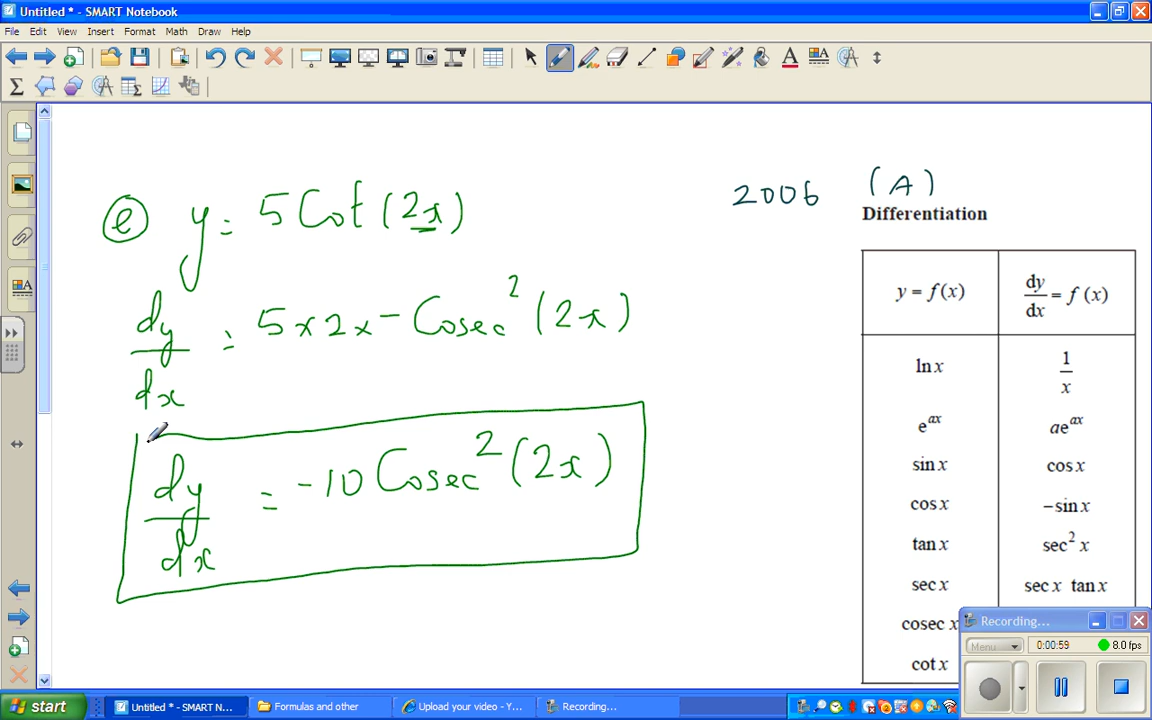 Untitled * - SMART Notebook
File Edit View Insert Format Math Draw Help
2006 (A)
Differentiation
e y = 5 Cot (2x)
dy/dx = 5 x 2 x - Cosec² (2x)
dy/dx = -10 Cosec² (2x)
y = f(x) dy/dx = f (x)
ln x 1/x
e^ax ae^ax
sin x cos x
cos x −sin x
tan x sec² x
sec x sec x tan x
cosec x
cot x
Recording...
Menu 0:00:59 8.0 fps
start Untitled * - SMART N... Formulas and other Upload your video - Y... Recording...